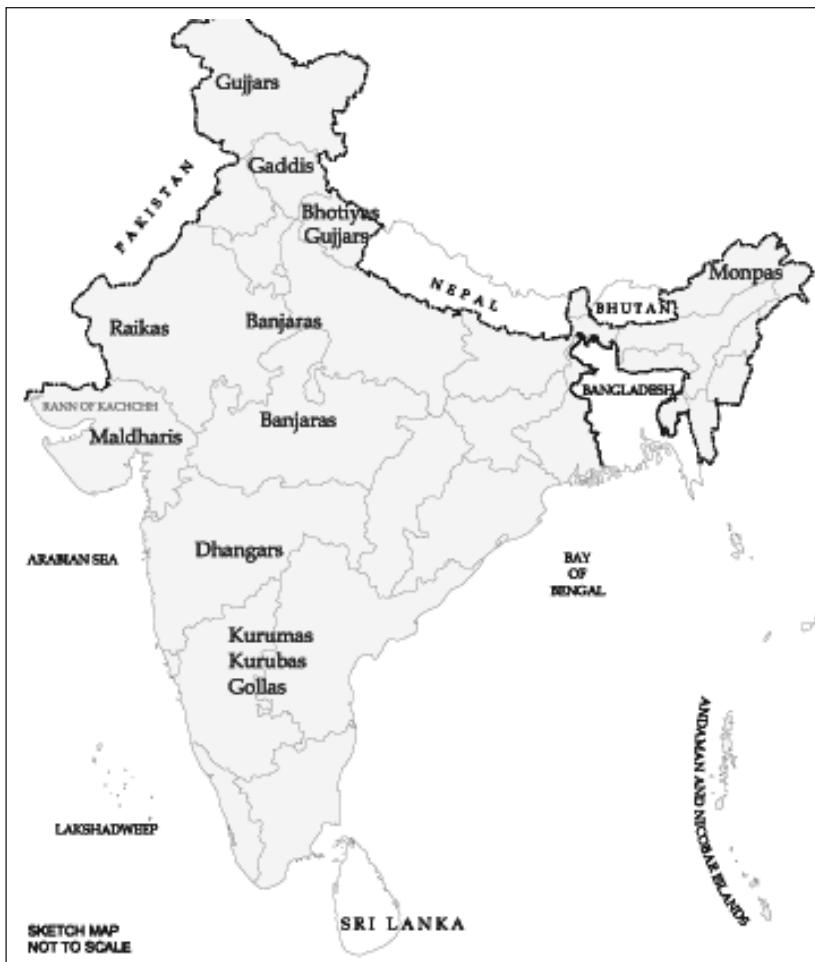 Gujjars
Gaddis
PAKISTAN
Bhotiyas
Gujjars
NEPAL
BHUTAN
Monpas
Raikas
Banjaras
BANGLADESH
RANN OF KACHCHH
Maldharis
Banjaras
ARABIAN SEA
Dhangars
BAY
OF
BENGAL
Kurumas
Kurubas
Gollas
ANDAMAN AND NICOBAR ISLANDS
LAKSHADWEEP
SRI LANKA
SKETCH MAP
NOT TO SCALE